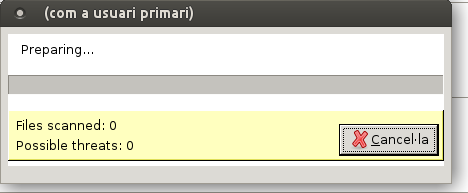 (com a usuari primari)
Preparing...
Files scanned: 0
Possible threats: 0
Cancel·la